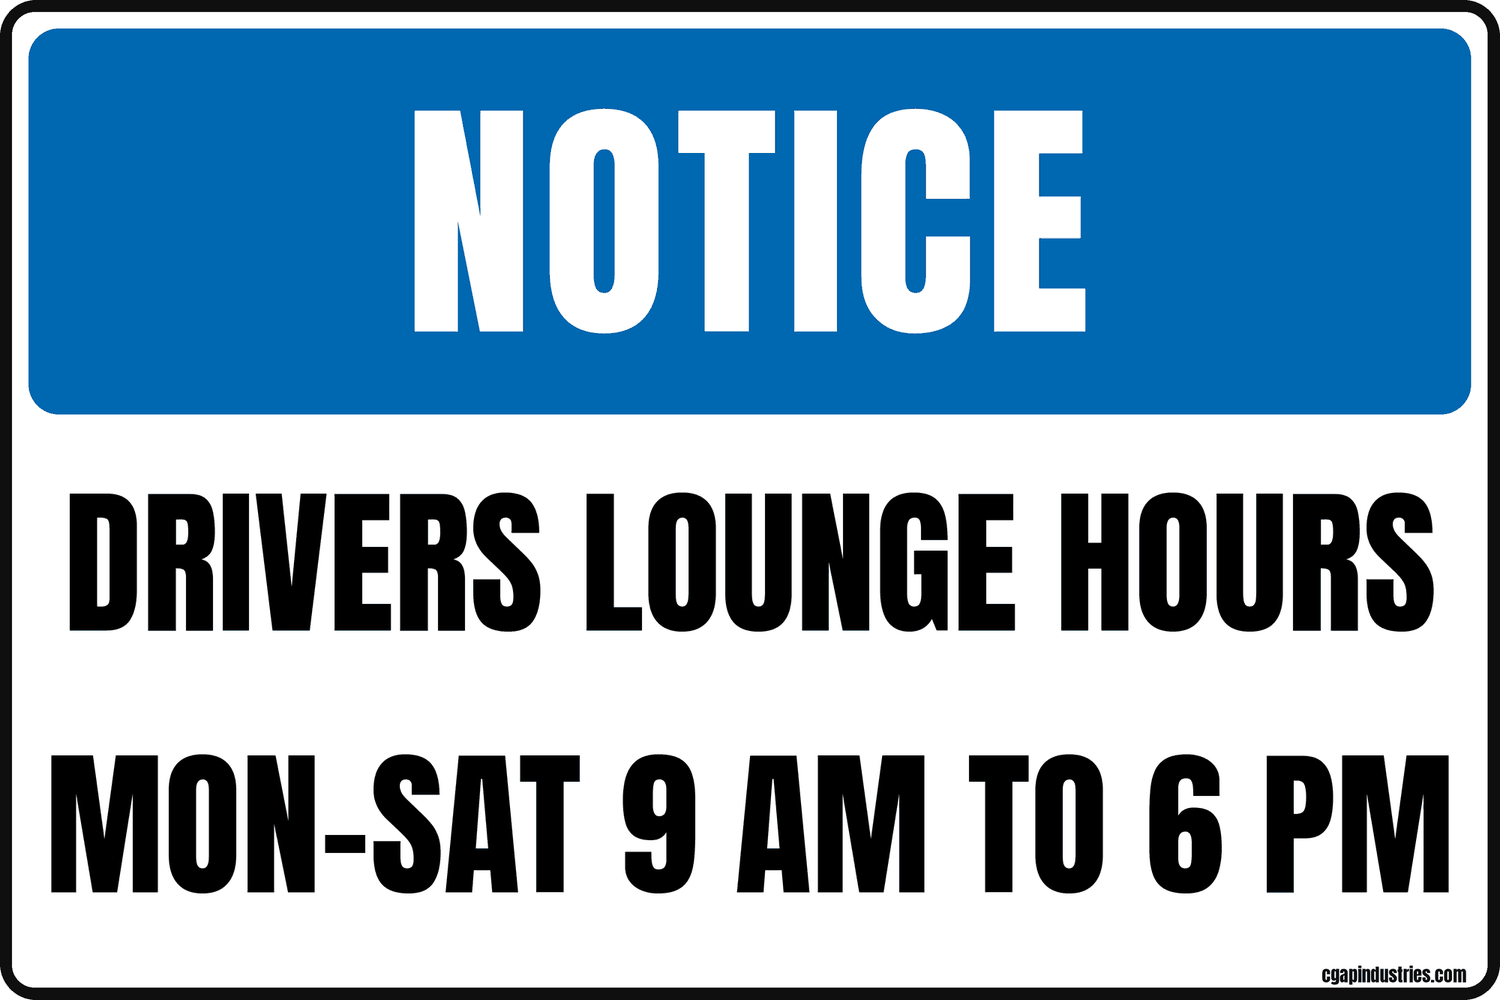 NOTICE
DRIVERS LOUNGE HOURS
MON-SAT 9 AM TO 6 PM
cgapindustries.com